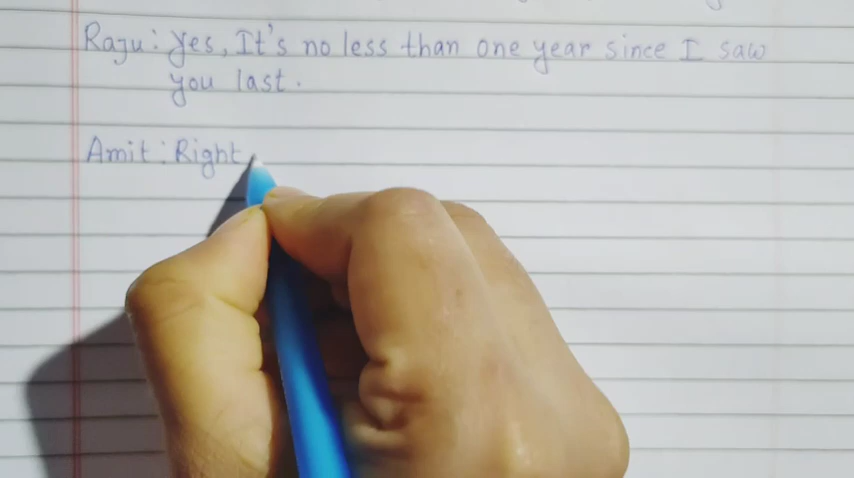 Raju: Yes, It's no less than one year since I saw
you last.
Amit: Right